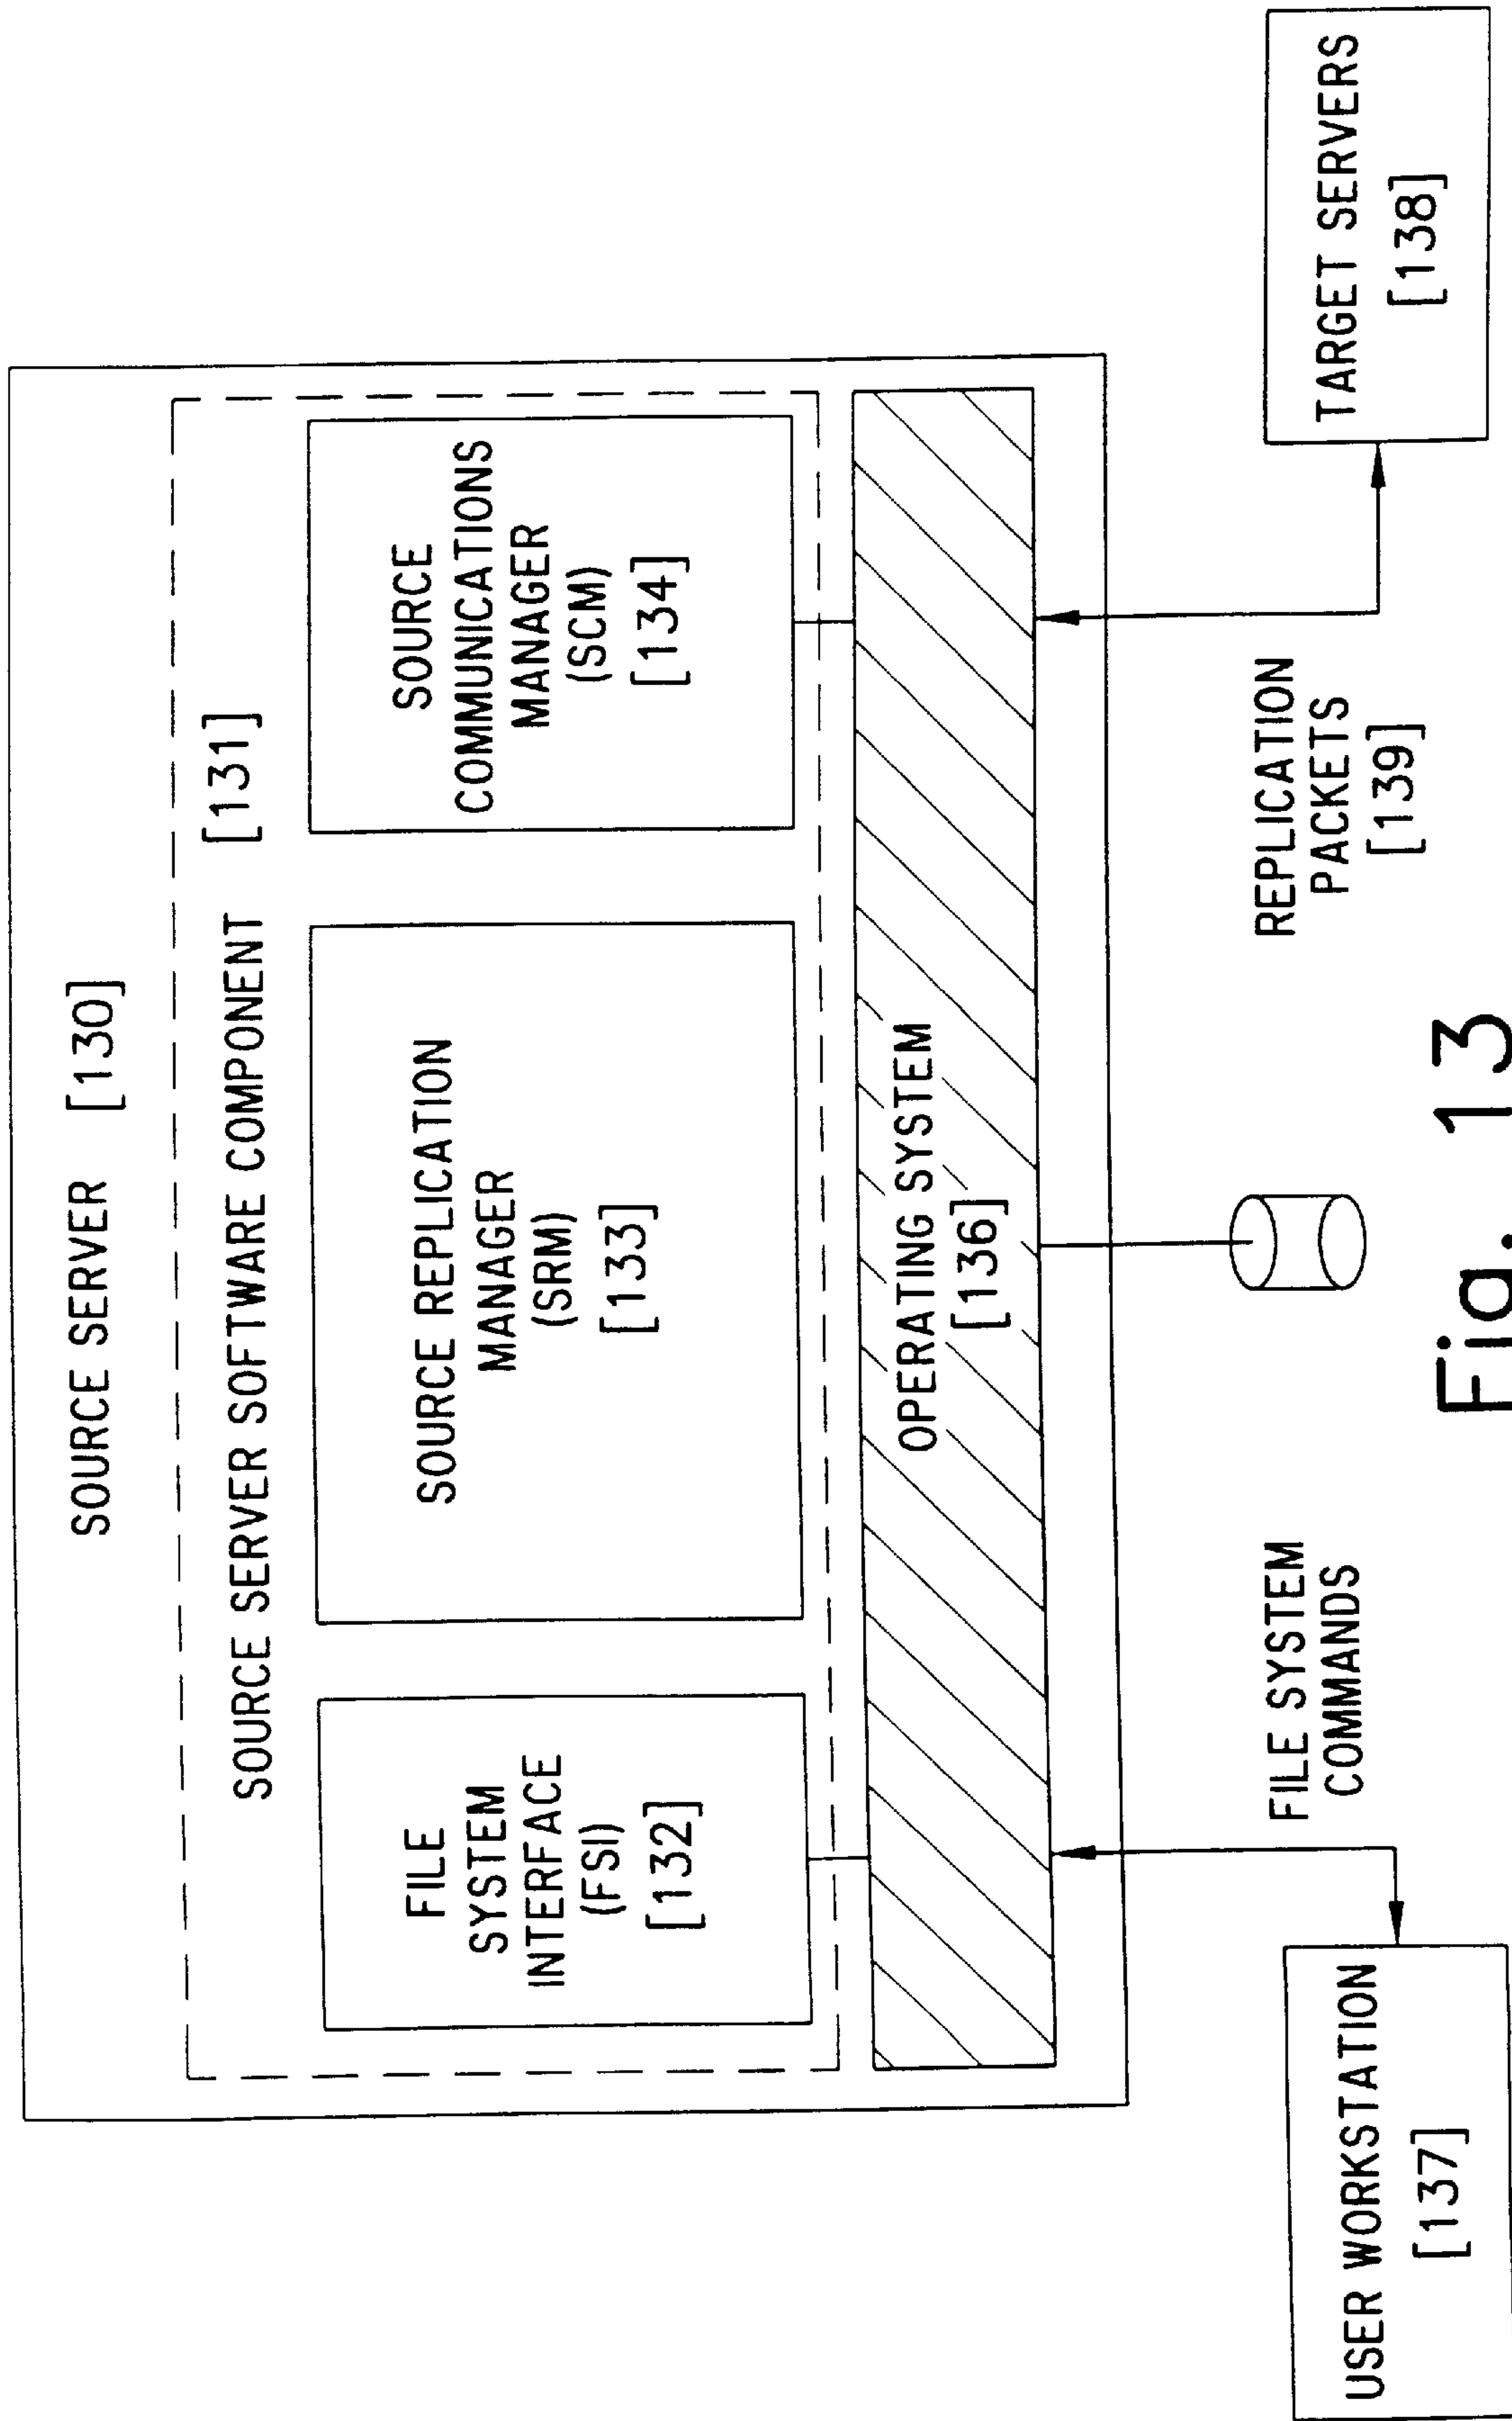 SOURCE SERVER [130]
SOURCE SERVER SOFTWARE COMPONENT [131]
FILE
SYSTEM
INTERFACE
(FSI)
[132]
SOURCE REPLICATION
MANAGER
(SRM)
[133]
SOURCE
COMMUNICATIONS
MANAGER
(SCM)
[134]
OPERATING SYSTEM
[136]
FILE SYSTEM
COMMANDS
REPLICATION
PACKETS
[139]
USER WORKSTATION
[137]
TARGET SERVERS
[138]
Fig. 13